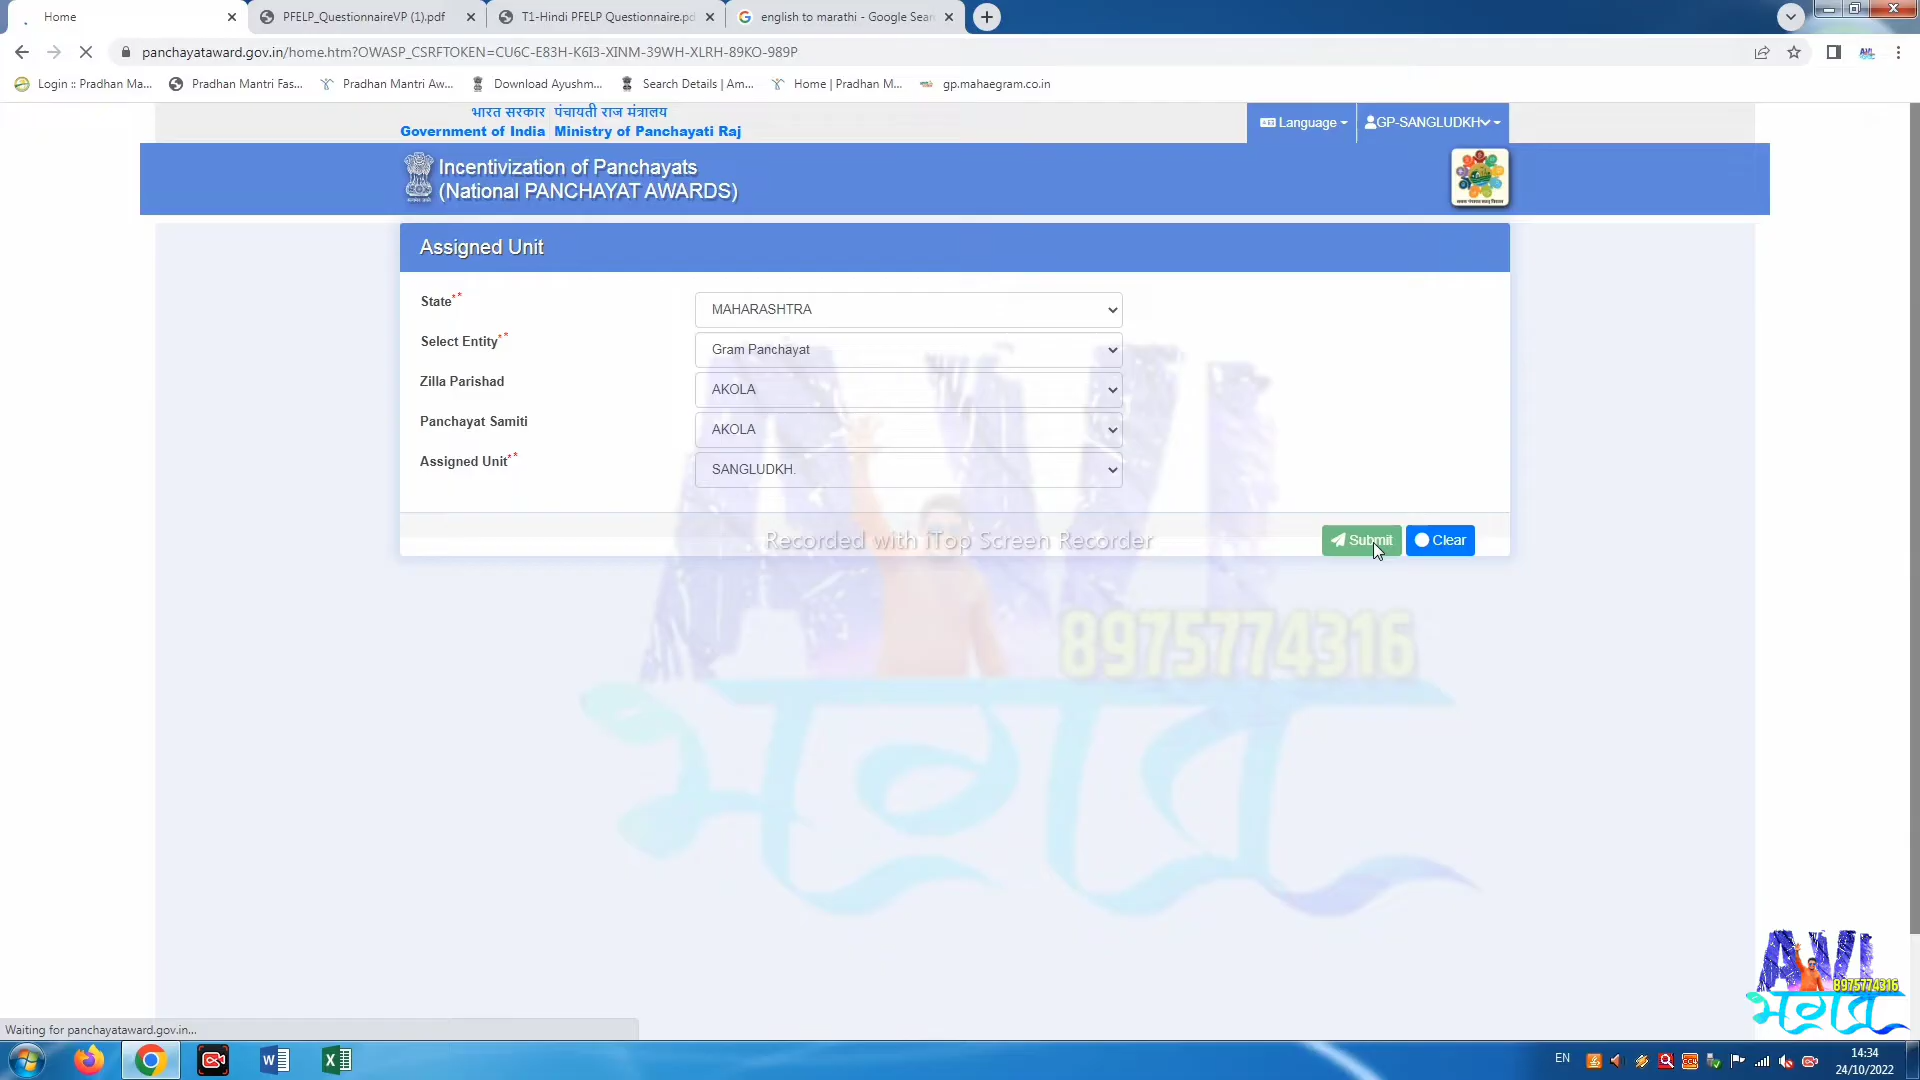 Home
PFELP_QuestionnaireVP (1).pdf
T1-Hindi PFELP Questionnaire.pd
english to marathi - Google Sear
panchayataward.gov.in/home.htm?OWASP_CSRFTOKEN=CU6C-E83H-K6I3-XINM-39WH-XLRH-89KO-989P
Login :: Pradhan Ma... Pradhan Mantri Fas... Pradhan Mantri Aw... Download Ayushm... Search Details | Am... Home | Pradhan M... gp.mahaegram.co.in
भारत सरकार पंचायती राज मंत्रालय
Government of India Ministry of Panchayati Raj
Language GP-SANGLUDKH
Incentivization of Panchayats
(National PANCHAYAT AWARDS)
Assigned Unit
State** MAHARASHTRA
Select Entity** Gram Panchayat
Zilla Parishad AKOLA
Panchayat Samiti AKOLA
Assigned Unit** SANGLUDKH.
Recorded with iTop Screen Recorder
Submit Clear
AVI
8975774316
भगत
AVI
8975774316
भगत
Waiting for panchayataward.gov.in...
EN
14:34
24/10/2022